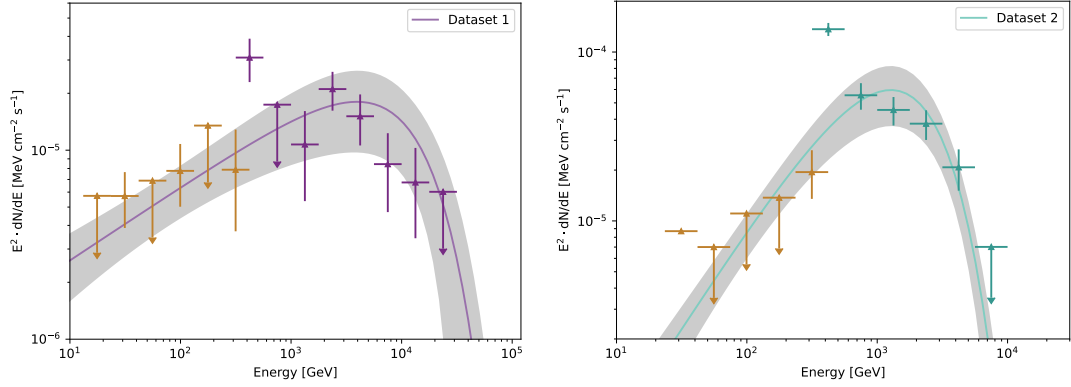 Dataset 1
E²·dN/dE [MeV cm⁻² s⁻¹]
10⁻⁵
10⁻⁶
10¹ 10² 10³ 10⁴ 10⁵
Energy [GeV]
Dataset 2
E²·dN/dE [MeV cm⁻² s⁻¹]
10⁻⁴
10⁻⁵
10¹ 10² 10³ 10⁴
Energy [GeV]